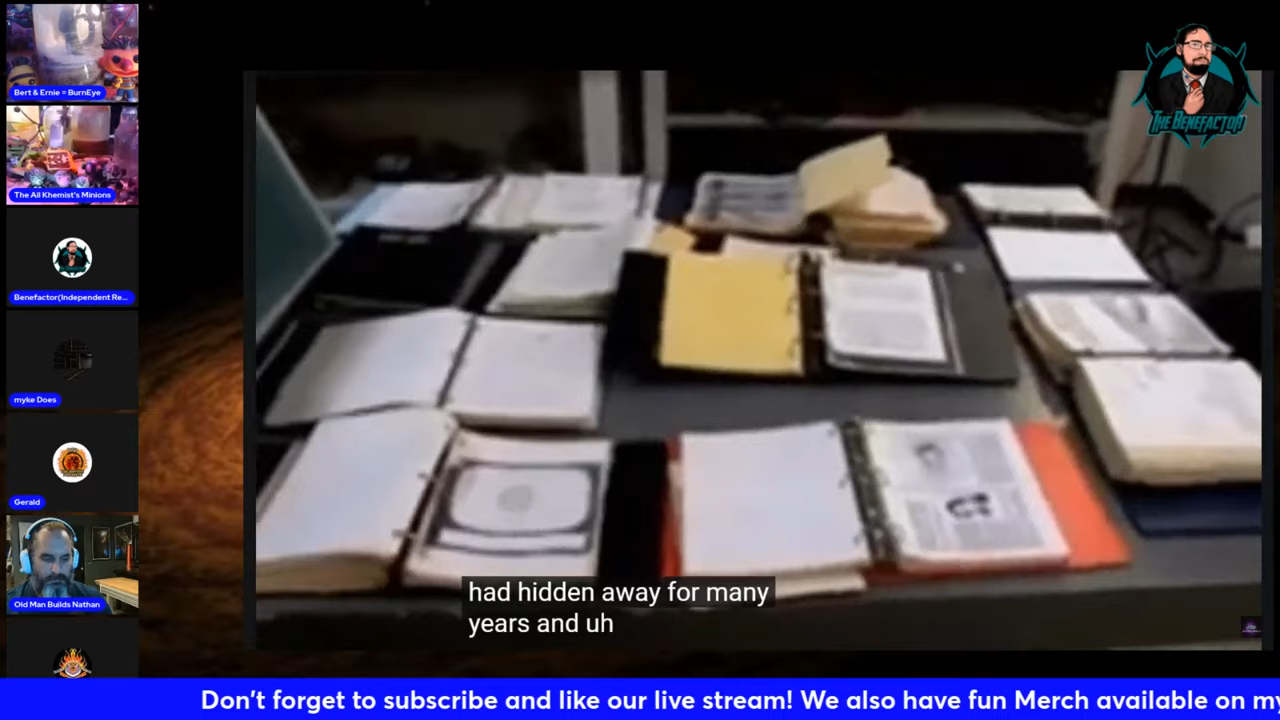 Bert & Ernie = BurnEye
The All Khemist's Minions
Benefactor(Independent Re...
myke Does
Gerald
Old Man Builds Nathan
THE BENEFACTOR
had hidden away for many
years and uh
Don't forget to subscribe and like our live stream! We also have fun Merch available on my